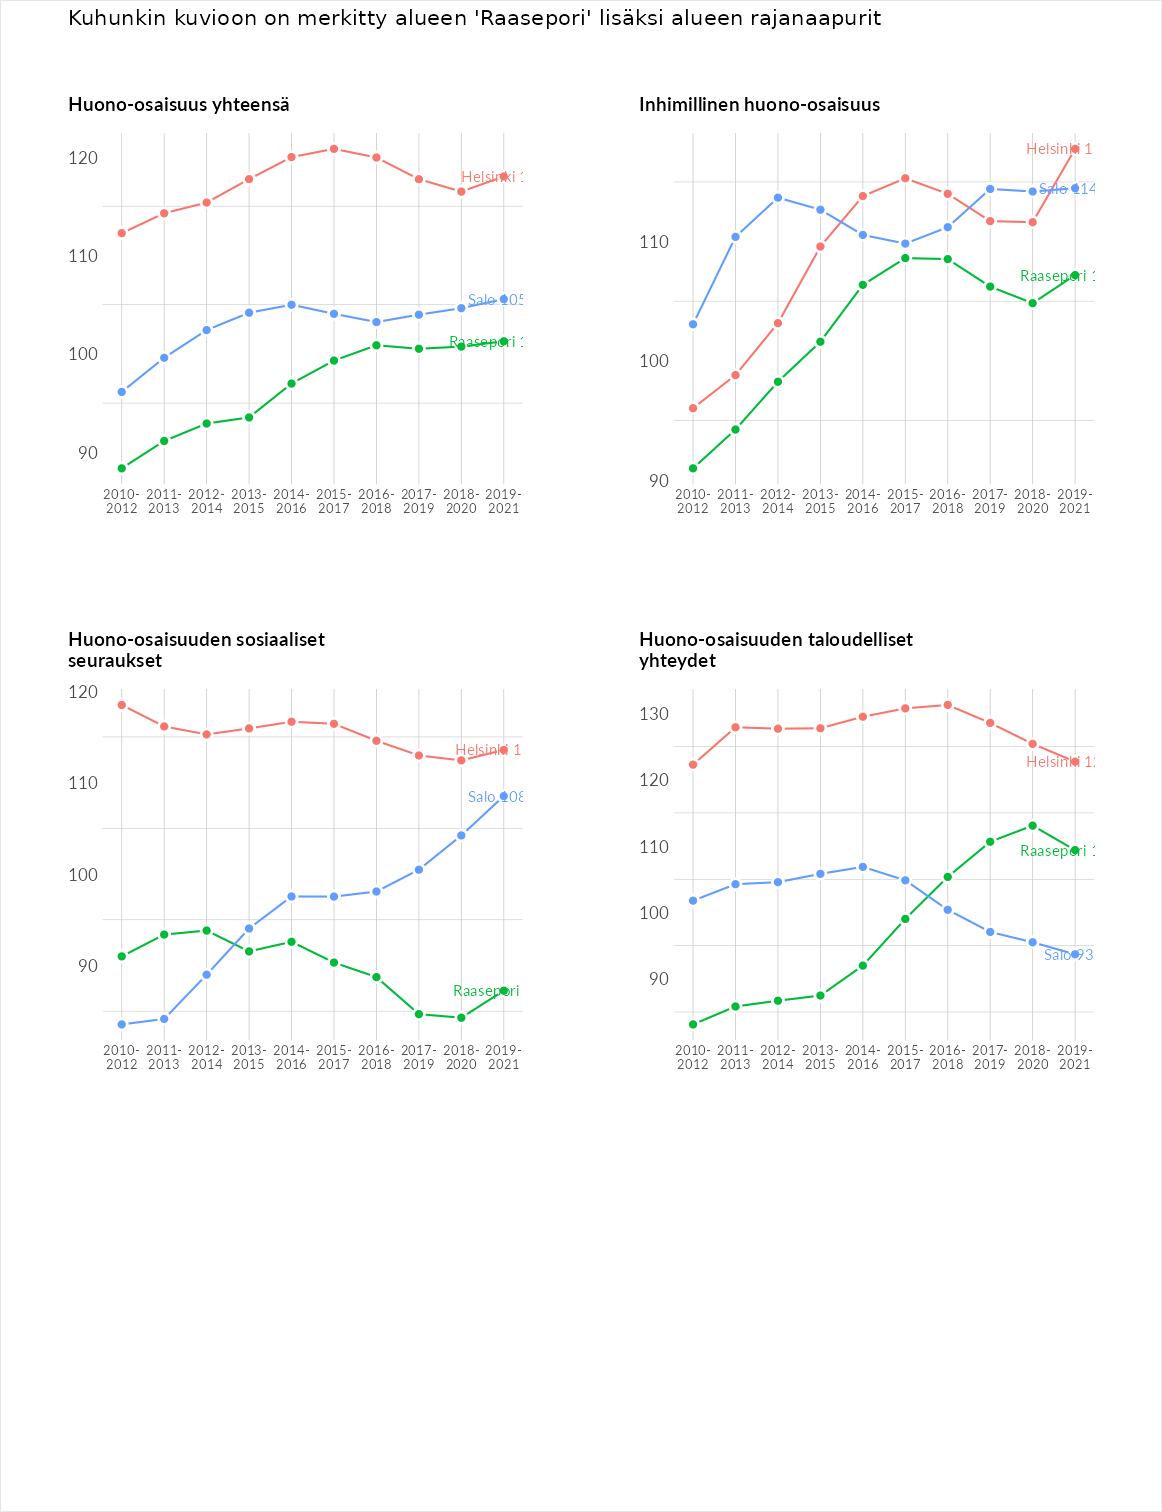 Kuhunkin kuvioon on merkitty alueen 'Raasepori' lisäksi alueen rajanaapurit
Huono-osaisuus yhteensä
120
110
100
90
Helsinki 1
Salo 105
Raasepori 1
2010- 2011- 2012- 2013- 2014- 2015- 2016- 2017- 2018- 2019-
2012 2013 2014 2015 2016 2017 2018 2019 2020 2021
Inhimillinen huono-osaisuus
110
100
90
Helsinki 1
Salo 114
Raasepori 1
2010- 2011- 2012- 2013- 2014- 2015- 2016- 2017- 2018- 2019-
2012 2013 2014 2015 2016 2017 2018 2019 2020 2021
Huono-osaisuuden sosiaaliset
seuraukset
120
110
100
90
Helsinki 1
Salo 108
Raasepori
2010- 2011- 2012- 2013- 2014- 2015- 2016- 2017- 2018- 2019-
2012 2013 2014 2015 2016 2017 2018 2019 2020 2021
Huono-osaisuuden taloudelliset
yhteydet
130
120
110
100
90
Helsinki 12
Raasepori 1
Salo 93
2010- 2011- 2012- 2013- 2014- 2015- 2016- 2017- 2018- 2019-
2012 2013 2014 2015 2016 2017 2018 2019 2020 2021